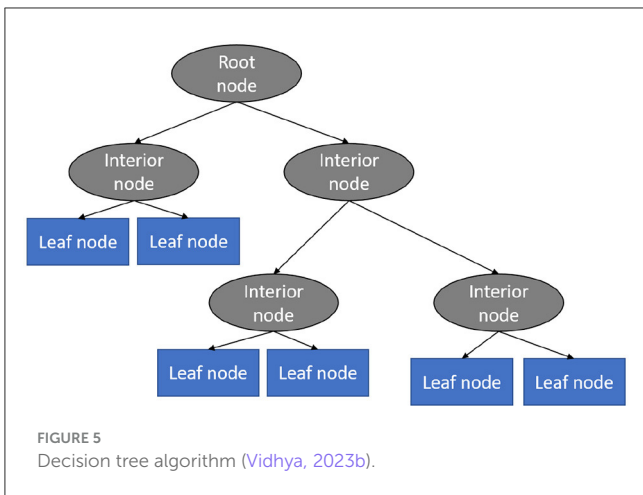 Root
node
Interior
node
Interior
node
Leaf node
Leaf node
Interior
node
Interior
node
Leaf node
Leaf node
Leaf node
Leaf node
FIGURE 5
Decision tree algorithm (Vidhya, 2023b).